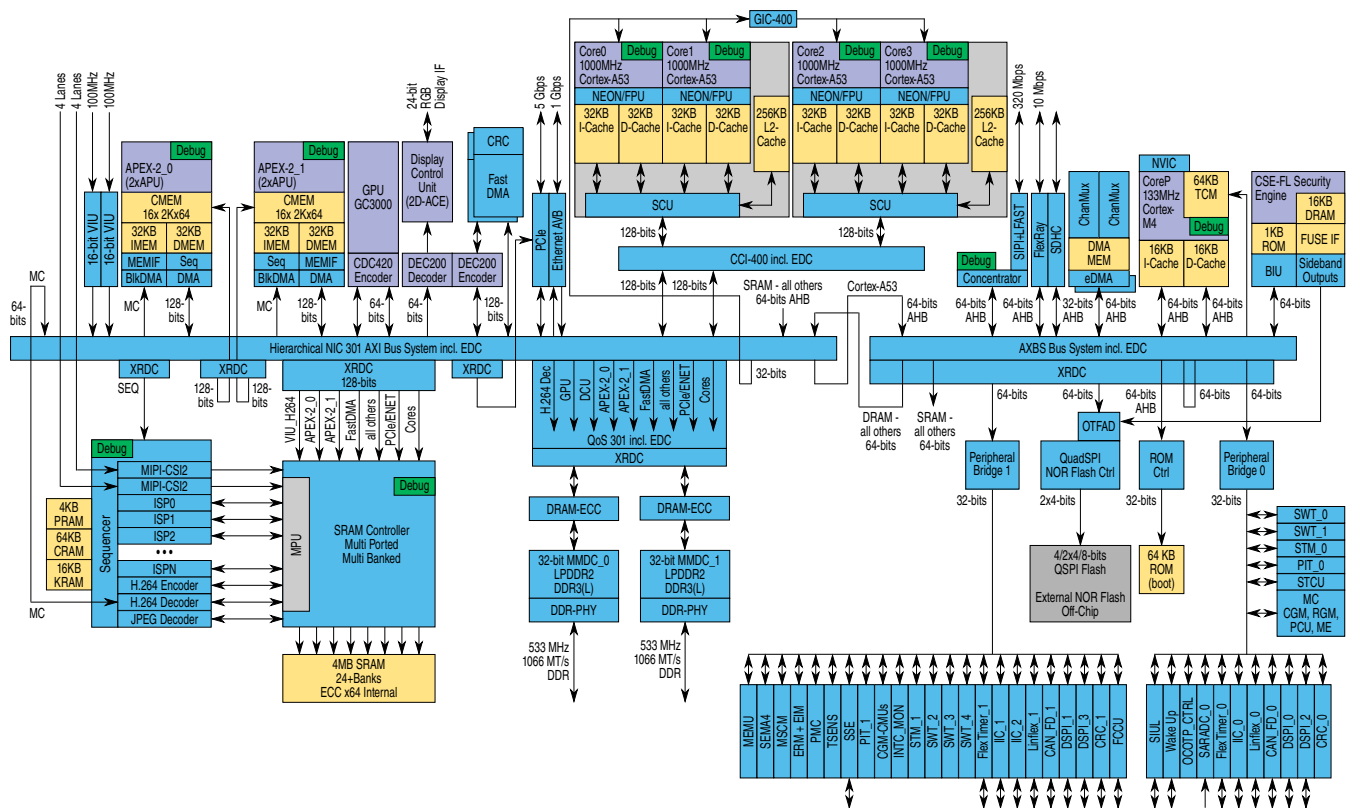 GIC-400
4 Lanes
4 Lanes
100MHz
100MHz
24-bit
RGB
Display IF
5 Gbps
1 Gbps
320 Mbps
10 Mbps
Debug
APEX-2_0
(2xAPU)
CMEM
16x 2Kx64
32KB
IMEM
32KB
DMEM
MEMIF
Seq
BlkDMA
DMA
16-bit VIU
16-bit VIU
Debug
APEX-2_1
(2xAPU)
CMEM
16x 2Kx64
32KB
IMEM
32KB
DMEM
Seq
MEMIF
BlkDMA
DMA
GPU
GC3000
CDC420
Encoder
Display
Control
Unit
(2D-ACE)
DEC200
Decoder
CRC
Fast
DMA
DEC200
Encoder
PCIe
Ethernet AVB
Core0
1000MHz
Cortex-A53
Debug
Core1
1000MHz
Cortex-A53
Debug
NEON/FPU
NEON/FPU
32KB
I-Cache
32KB
D-Cache
32KB
I-Cache
32KB
D-Cache
256KB
L2-
Cache
SCU
128-bits
Core2
1000MHz
Cortex-A53
Debug
Core3
1000MHz
Cortex-A53
Debug
NEON/FPU
NEON/FPU
32KB
I-Cache
32KB
D-Cache
32KB
I-Cache
32KB
D-Cache
256KB
L2-
Cache
SCU
128-bits
CCI-400 incl. EDC
128-bits
128-bits
SRAM - all others
64-bits AHB
Cortex-A53
Debug
Concentrator
SIPI+LFAST
FlexRay
SDHC
ChanMux
ChanMux
DMA
MEM
eDMA
NVIC
CoreP
133MHz
Cortex-
M4
64KB
TCM
Debug
16KB
I-Cache
16KB
D-Cache
CSE-FL Security
Engine
16KB
DRAM
1KB
ROM
FUSE IF
BIU
Sideband
Outputs
MC
64-
bits
MC
128-
bits
MC
128-
bits
64-
bits
64-
bits
128-
bits
64-bits
AHB
64-bits
AHB
32-bits
64-bits
AHB
64-bits
AHB
64-bits
AHB
64-bits
Hierarchical NIC 301 AXI Bus System incl. EDC
AXBS Bus System incl. EDC
XRDC
XRDC
SEQ
XRDC
128-
bits
128-
bits
XRDC
128-bits
XRDC
32-bits
VIU_H264
APEX-2_0
APEX-2_1
FastDMA
all others
PCIe/ENET
Cores
H.264 Dec
GPU
DCU
APEX-2_0
APEX-2_1
FastDMA
all others
PCIe/ENET
Cores
QoS 301 incl. EDC
XRDC
DRAM-ECC
DRAM-ECC
32-bit MMDC_0
LPDDR2
DDR3(L)
DDR-PHY
32-bit MMDC_1
LPDDR2
DDR3(L)
DDR-PHY
533 MHz
1066 MT/s
DDR
533 MHz
1066 MT/s
DDR
DRAM -
all others
64-bits
SRAM -
all others
64-bits
64-bits
64-bits
64-bits
AHB
64-bits
64-bits
Peripheral
Bridge 1
32-bits
OTFAD
QuadSPI
NOR Flash Ctrl
2x4-bits
ROM
Ctrl
32-bits
Peripheral
Bridge 0
32-bits
4/2x4/8-bits
QSPI Flash
External NOR Flash
Off-Chip
64 KB
ROM
(boot)
SWT_0
SWT_1
STM_0
PIT_0
STCU
MC
CGM, RGM,
PCU, ME
Debug
Sequencer
4KB
PRAM
64KB
CRAM
16KB
KRAM
MC
MIPI-CSI2
MIPI-CSI2
ISP0
ISP1
ISP2
•••
ISPN
H.264 Encoder
H.264 Decoder
JPEG Decoder
MPU
Debug
SRAM Controller
Multi Ported
Multi Banked
4MB SRAM
24+Banks
ECC x64 Internal
MEMU
SEMA4
MSCM
ERM + EIM
PMC
TSENS
SSE
PIT_1
CGM-CMUs
INTC_MON
STM_1
SWT_2
SWT_3
SWT_4
FlexTimer_1
IIC_1
IIC_2
Linflex_1
CAN_FD_1
DSPI_1
DSPI_3
CRC_1
FCCU
SIUL
Wake Up
OCOTP_CTRL
SARADC_0
FlexTimer_0
IIC_0
Linflex_0
CAN_FD_0
DSPI_0
DSPI_2
CRC_0